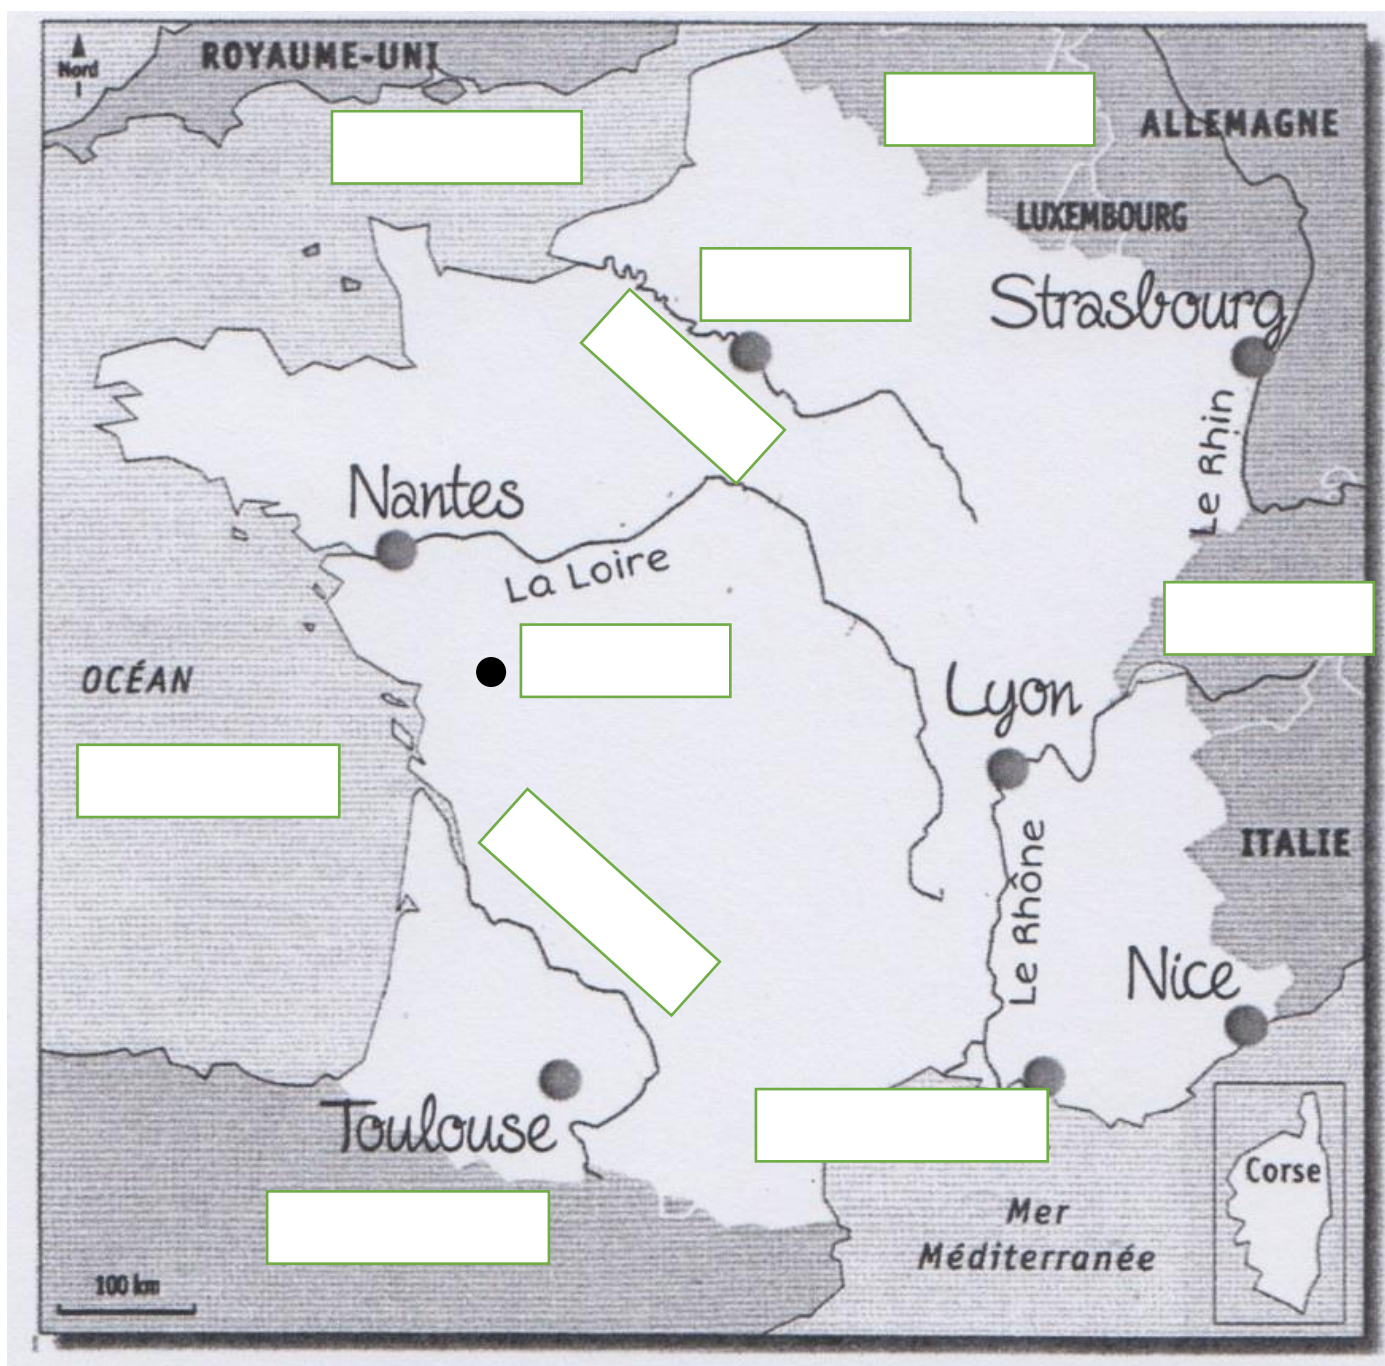 Nord
ROYAUME-UNI
ALLEMAGNE
LUXEMBOURG
Strasbourg
Le Rhin
Nantes
La Loire
OCÉAN
Lyon
ITALIE
Le Rhône
Nice
Toulouse
Corse
Mer
Méditerranée
100 km